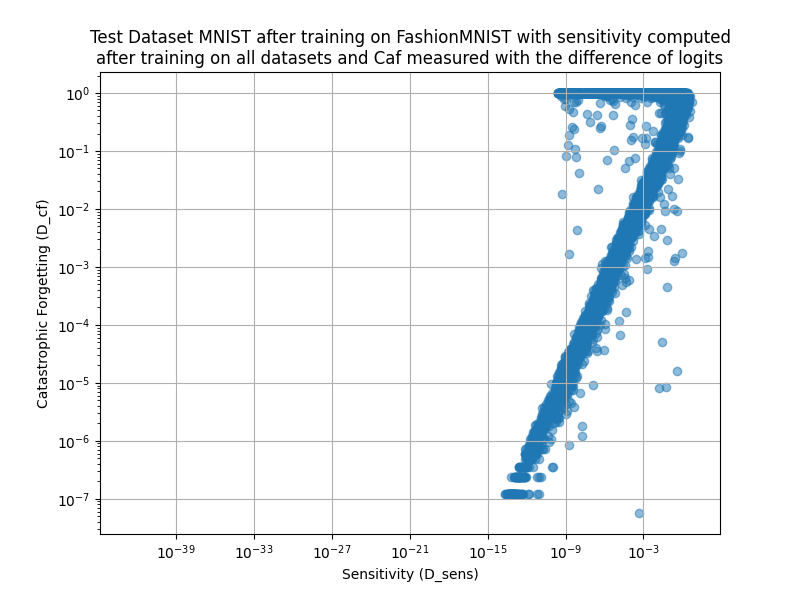 Test Dataset MNIST after training on FashionMNIST with sensitivity computed
after training on all datasets and Caf measured with the difference of logits
Catastrophic Forgetting (D_cf)
10⁰
10⁻¹
10⁻²
10⁻³
10⁻⁴
10⁻⁵
10⁻⁶
10⁻⁷
10⁻³⁹ 10⁻³³ 10⁻²⁷ 10⁻²¹ 10⁻¹⁵ 10⁻⁹ 10⁻³
Sensitivity (D_sens)